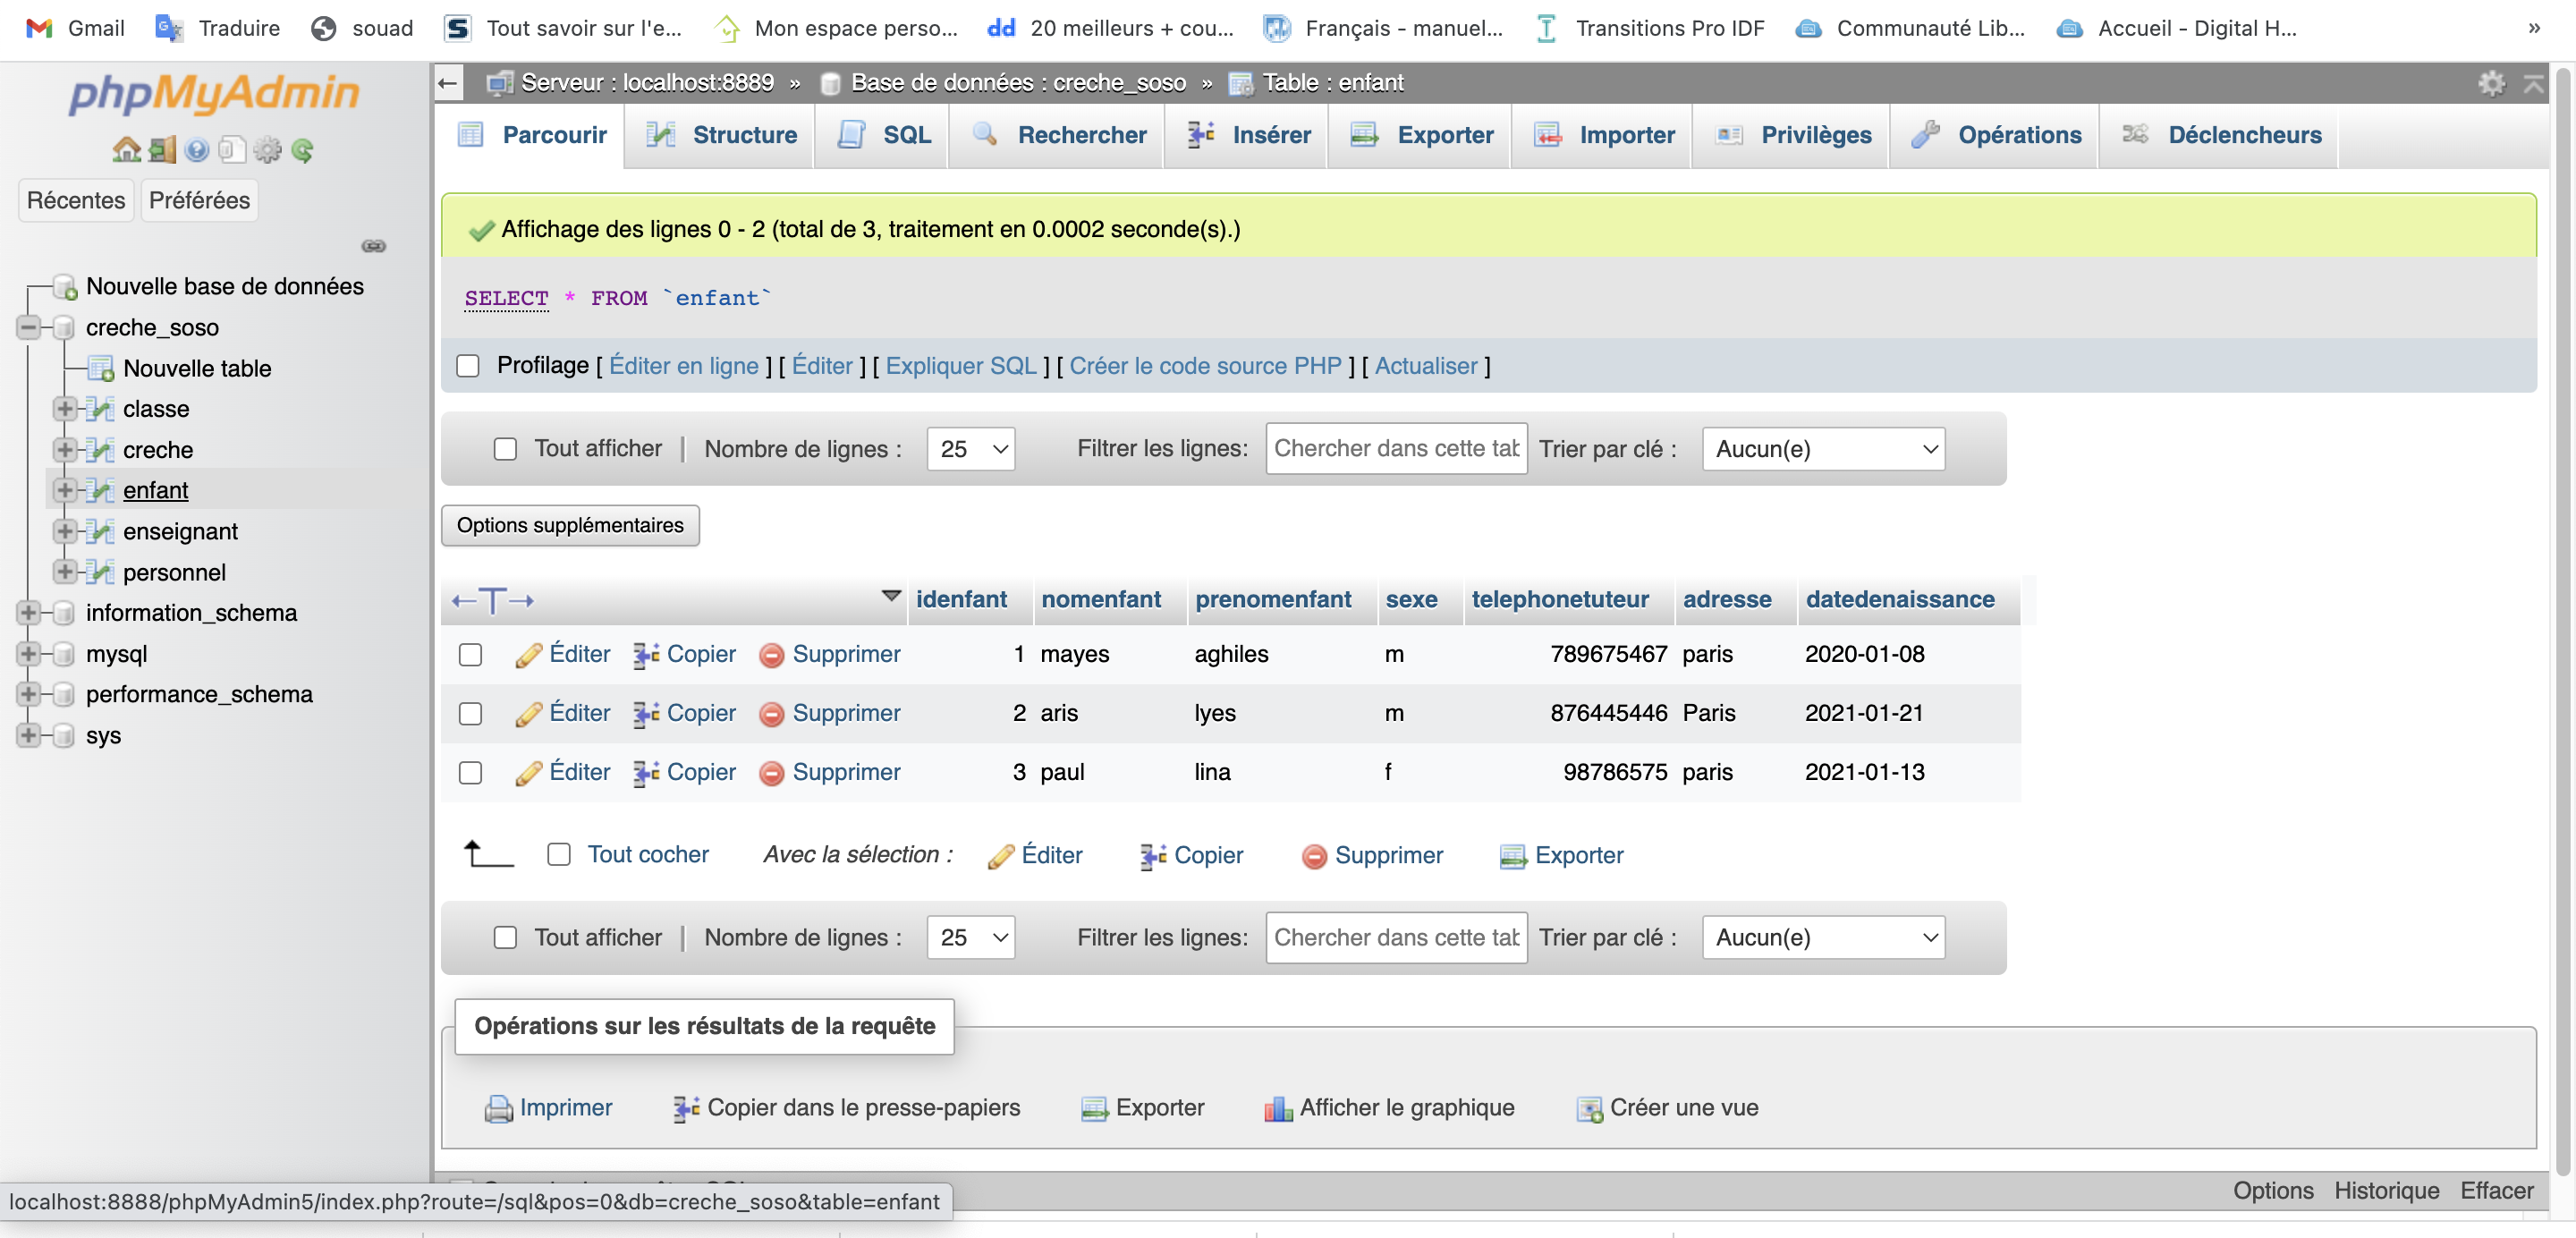 Gmail Traduire souad Tout savoir sur l'e... Mon espace perso... 20 meilleurs + cou... Français - manuel... Transitions Pro IDF Communauté Lib... Accueil - Digital H... »
phpMyAdmin
Récentes Préférées
Nouvelle base de données
creche_soso
Nouvelle table
classe
creche
enfant
enseignant
personnel
information_schema
mysql
performance_schema
sys
Serveur : localhost:8889 » Base de données : creche_soso » Table : enfant
Parcourir Structure SQL Rechercher Insérer Exporter Importer Privilèges Opérations Déclencheurs
Affichage des lignes 0 - 2 (total de 3, traitement en 0.0002 seconde(s).)
SELECT * FROM `enfant`
Profilage [ Éditer en ligne ] [ Éditer ] [ Expliquer SQL ] [ Créer le code source PHP ] [ Actualiser ]
Tout afficher | Nombre de lignes : 25 Filtrer les lignes: Chercher dans cette tab Trier par clé : Aucun(e)
Options supplémentaires
←T→ idenfant nomenfant prenomenfant sexe telephonetuteur adresse datedenaissance
Éditer Copier Supprimer 1 mayes aghiles m 789675467 paris 2020-01-08
Éditer Copier Supprimer 2 aris lyes m 876445446 Paris 2021-01-21
Éditer Copier Supprimer 3 paul lina f 98786575 paris 2021-01-13
Tout cocher Avec la sélection : Éditer Copier Supprimer Exporter
Tout afficher | Nombre de lignes : 25 Filtrer les lignes: Chercher dans cette tab Trier par clé : Aucun(e)
Opérations sur les résultats de la requête
Imprimer Copier dans le presse-papiers Exporter Afficher le graphique Créer une vue
Options Historique Effacer
localhost:8888/phpMyAdmin5/index.php?route=/sql&pos=0&db=creche_soso&table=enfant